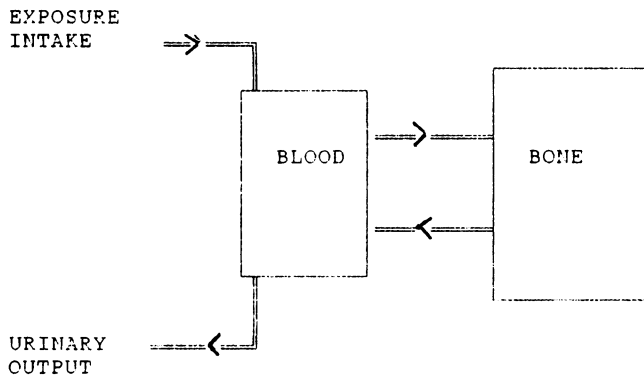 EXPOSURE
INTAKE
BLOOD
BONE
URINARY
OUTPUT